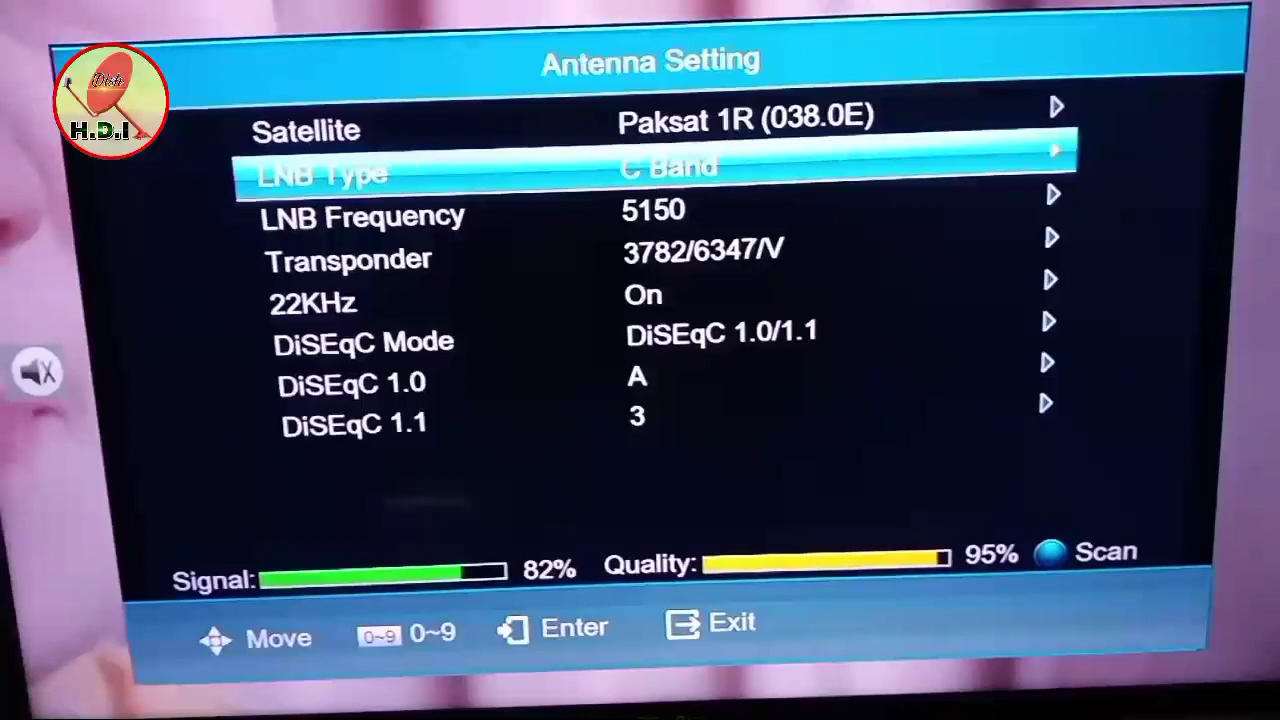 Antenna Setting
Dish
H.D.I
Satellite Paksat 1R (038.0E)
LNB Type C Band
LNB Frequency 5150
Transponder 3782/6347/V
22KHz On
DiSEqC Mode DiSEqC 1.0/1.1
DiSEqC 1.0 A
DiSEqC 1.1 3
Signal: 82% Quality: 95% Scan
Move 0~9 0~9 Enter Exit